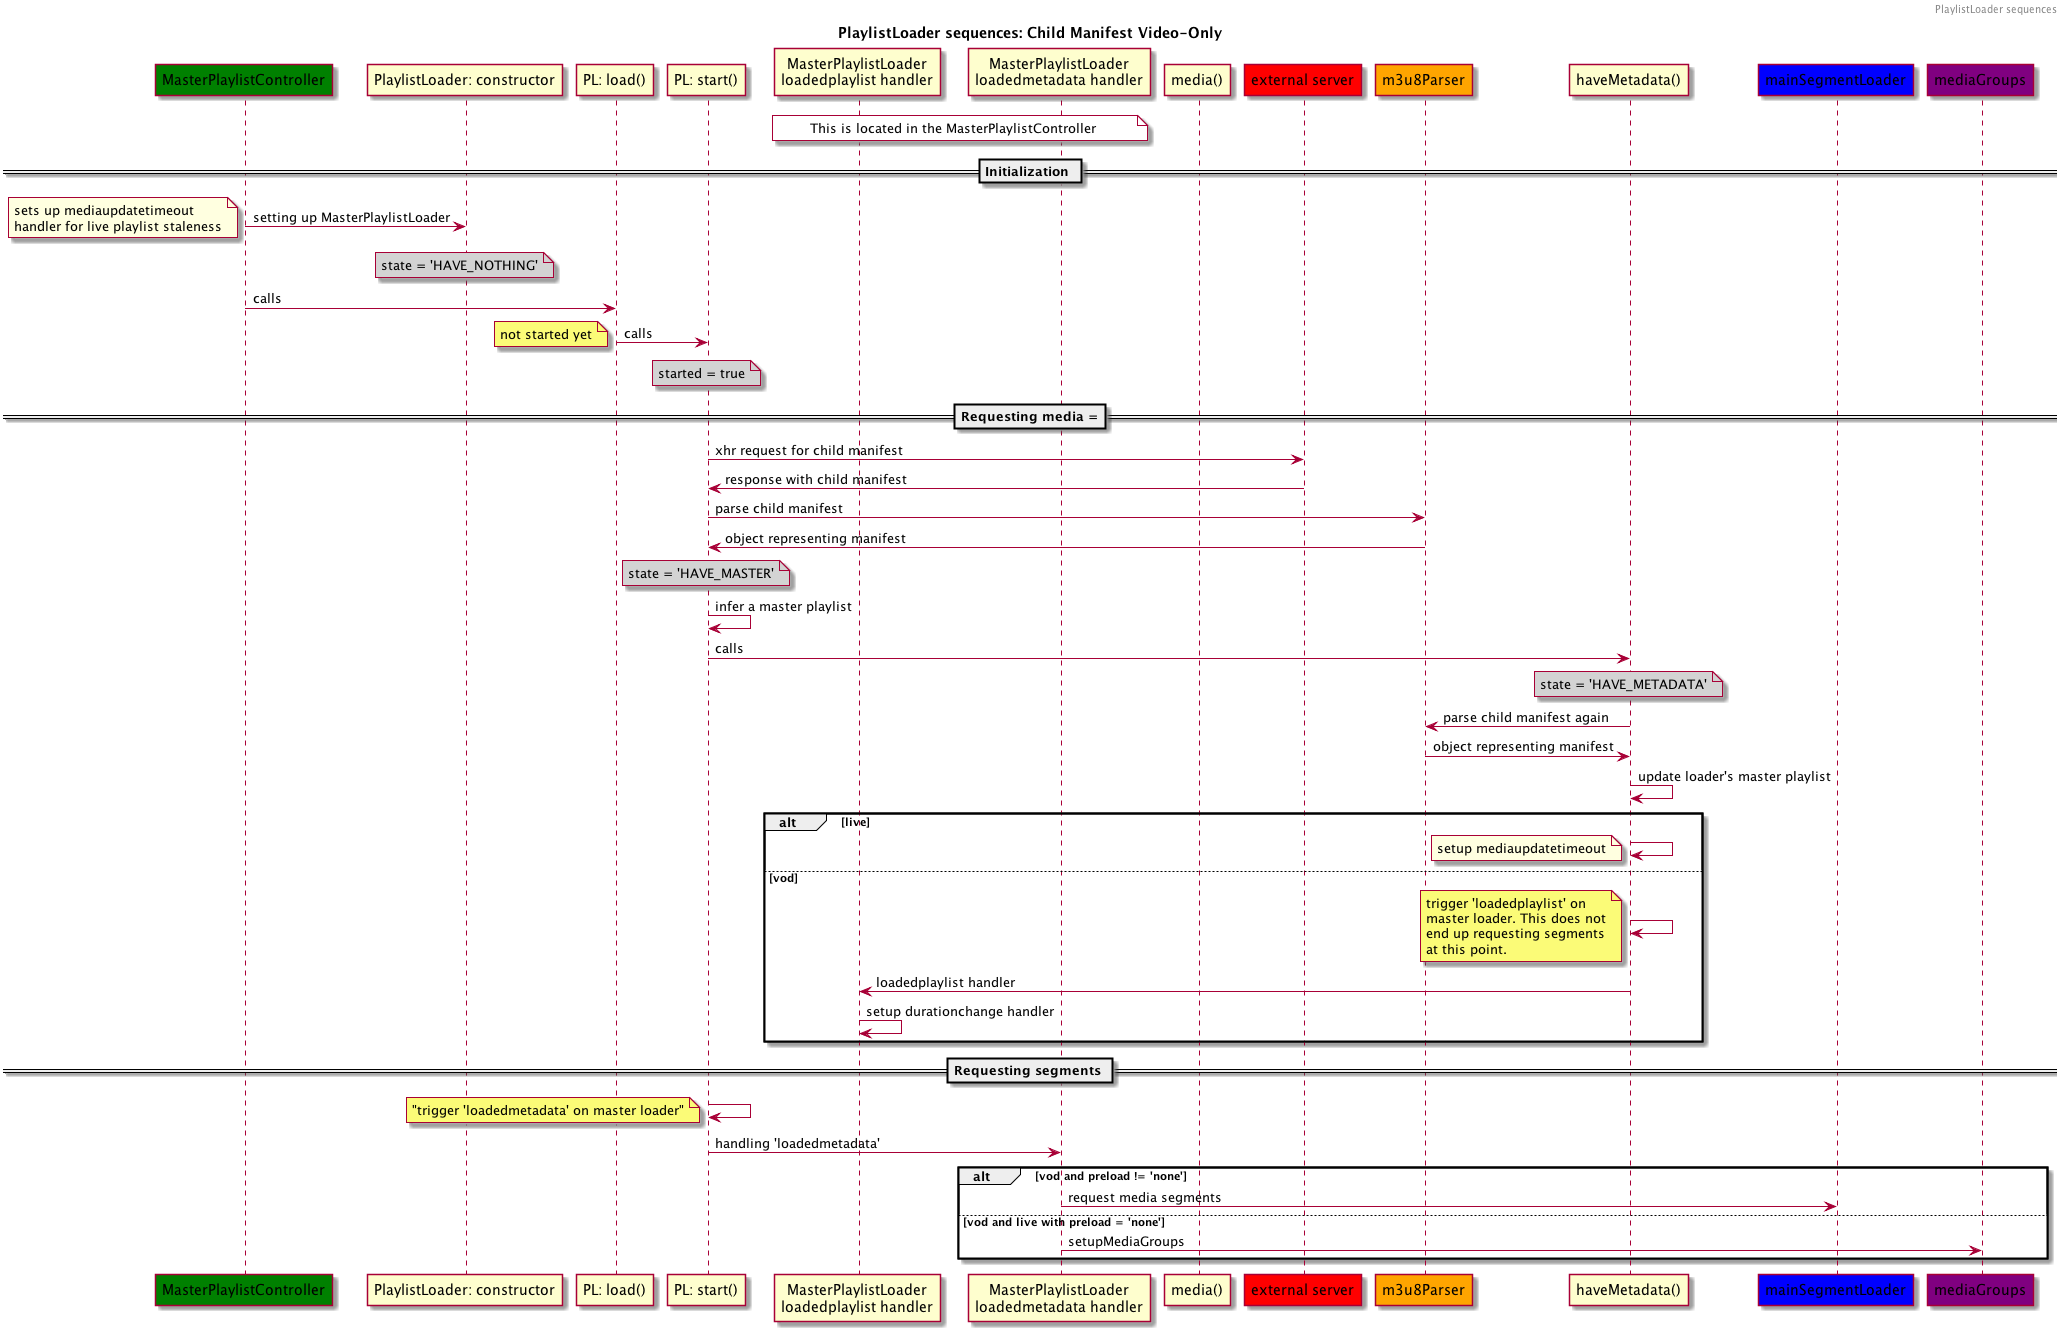 PlaylistLoader sequences
PlaylistLoader sequences: Child Manifest Video-Only
MasterPlaylistController
PlaylistLoader: constructor
PL: load()
PL: start()
MasterPlaylistLoader
loadedplaylist handler
MasterPlaylistLoader
loadedmetadata handler
media()
external server
m3u8Parser
haveMetadata()
mainSegmentLoader
mediaGroups
This is located in the MasterPlaylistController
Initialization
sets up mediaupdatetimeout
handler for live playlist staleness
setting up MasterPlaylistLoader
state = 'HAVE_NOTHING'
calls
not started yet
calls
started = true
Requesting media =
xhr request for child manifest
response with child manifest
parse child manifest
object representing manifest
state = 'HAVE_MASTER'
infer a master playlist
calls
state = 'HAVE_METADATA'
parse child manifest again
object representing manifest
update loader's master playlist
alt
[live]
setup mediaupdatetimeout
[vod]
trigger 'loadedplaylist' on
master loader. This does not
end up requesting segments
at this point.
loadedplaylist handler
setup durationchange handler
Requesting segments
"trigger 'loadedmetadata' on master loader"
handling 'loadedmetadata'
alt
[vod and preload != 'none']
request media segments
[vod and live with preload = 'none']
setupMediaGroups
MasterPlaylistController
PlaylistLoader: constructor
PL: load()
PL: start()
MasterPlaylistLoader
loadedplaylist handler
MasterPlaylistLoader
loadedmetadata handler
media()
external server
m3u8Parser
haveMetadata()
mainSegmentLoader
mediaGroups